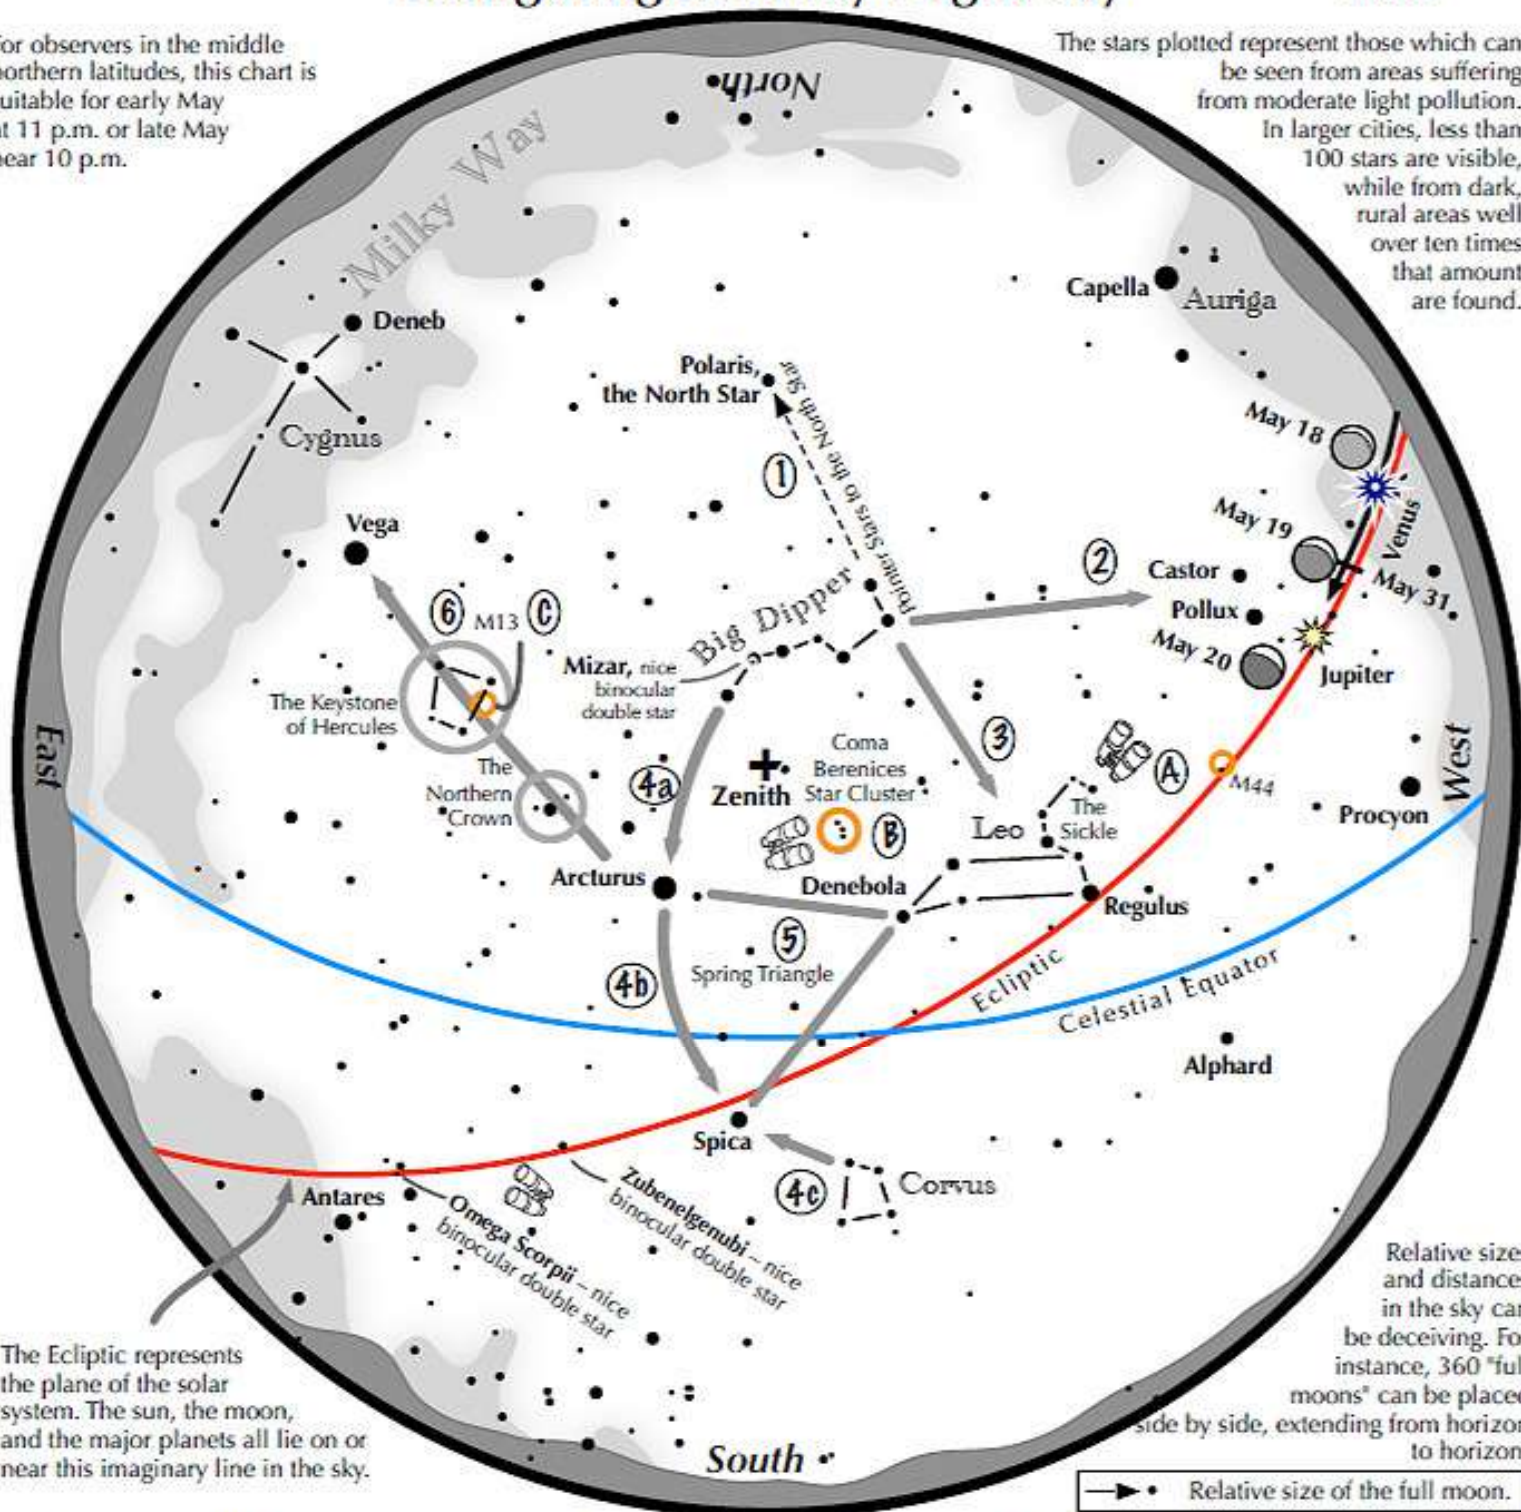 or observers in the middle
northern latitudes, this chart is
uitable for early May
at 11 p.m. or late May
near 10 p.m.
The stars plotted represent those which can
be seen from areas suffering
from moderate light pollution.
In larger cities, less than
100 stars are visible,
while from dark,
rural areas well
over ten times
that amount
are found.
North
Milky Way
Capella
Auriga
Deneb
Polaris,
the North Star
Cygnus
Pointer Stars to the North Star
1
May 18
Venus
May 19
May 31
Vega
2
Castor
Pollux
May 20
Jupiter
Big Dipper
6
M13
C
Mizar, nice
binocular
double star
The Keystone
of Hercules
East
West
3
The
Northern
Crown
4a
Zenith
Coma
Berenices
Star Cluster
B
A
M44
Leo
The
Sickle
Procyon
Arcturus
Denebola
Regulus
5
Spring Triangle
4b
Ecliptic
Celestial Equator
Alphard
Spica
4c
Corvus
Antares
Omega Scorpii – nice
binocular double star
Zubenelgenubi – nice
binocular double star
The Ecliptic represents
the plane of the solar
system. The sun, the moon,
and the major planets all lie on or
near this imaginary line in the sky.
Relative size
and distance
in the sky can
be deceiving. Fo
instance, 360 "ful
moons" can be placed
side by side, extending from horizon
to horizon
South
Relative size of the full moon.